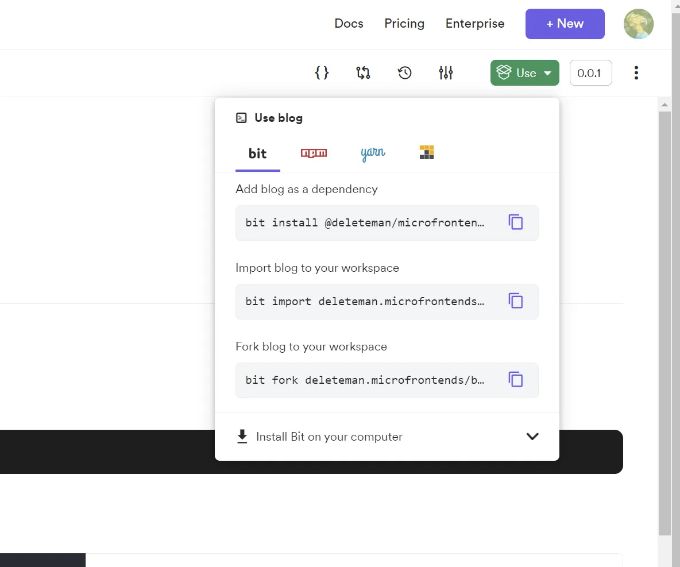 Docs Pricing Enterprise + New
{} Use 0.0.1
Use blog
bit npm yarn
Add blog as a dependency
bit install @deleteman/microfronten…
Import blog to your workspace
bit import deleteman.microfrontends…
Fork blog to your workspace
bit fork deleteman.microfrontends/b…
Install Bit on your computer